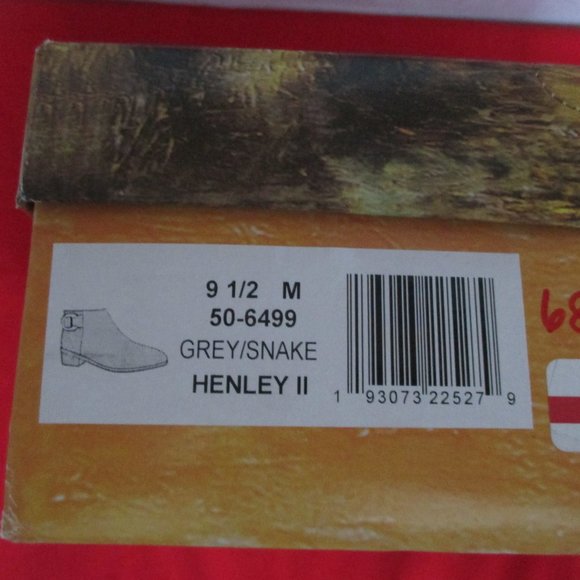 9 1/2 M
50-6499
GREY/SNAKE
HENLEY II
1 93073 22527 9